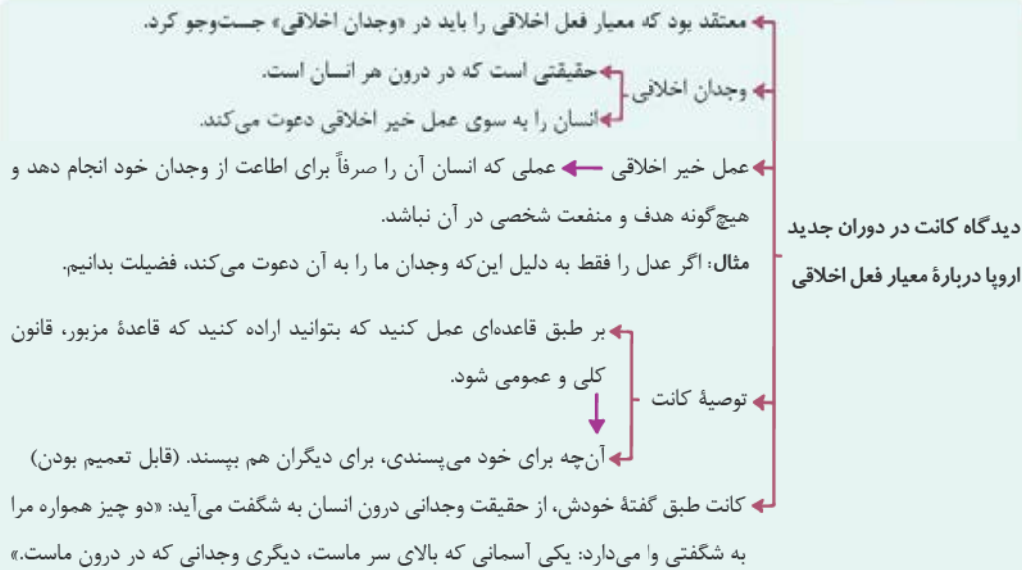 دیدگاه کانت در دوران جدید
اروپا دربارهٔ معیار فعل اخلاقی
معتقد بود که معیار فعل اخلاقی را باید در «وجدان اخلاقی» جست‌وجو کرد.
وجدان اخلاقی
حقیقتی است که در درون هر انسان است.
انسان را به سوی عمل خیر اخلاقی دعوت می‌کند.
عمل خیر اخلاقی ← عملی که انسان آن را صرفاً برای اطاعت از وجدان خود انجام دهد و
هیچ‌گونه هدف و منفعت شخصی در آن نباشد.
مثال: اگر عدل را فقط به دلیل این‌که وجدان ما را به آن دعوت می‌کند، فضیلت بدانیم.
توصیهٔ کانت
بر طبق قاعده‌ای عمل کنید که بتوانید اراده کنید که قاعدهٔ مزبور، قانون
کلی و عمومی شود.
آن‌چه برای خود می‌پسندی، برای دیگران هم بپسند. (قابل تعمیم بودن)
کانت طبق گفتهٔ خودش، از حقیقت وجدانی درون انسان به شگفت می‌آید: «دو چیز همواره مرا
به شگفتی وا می‌دارد: یکی آسمانی که بالای سر ماست، دیگری وجدانی که در درون ماست.»